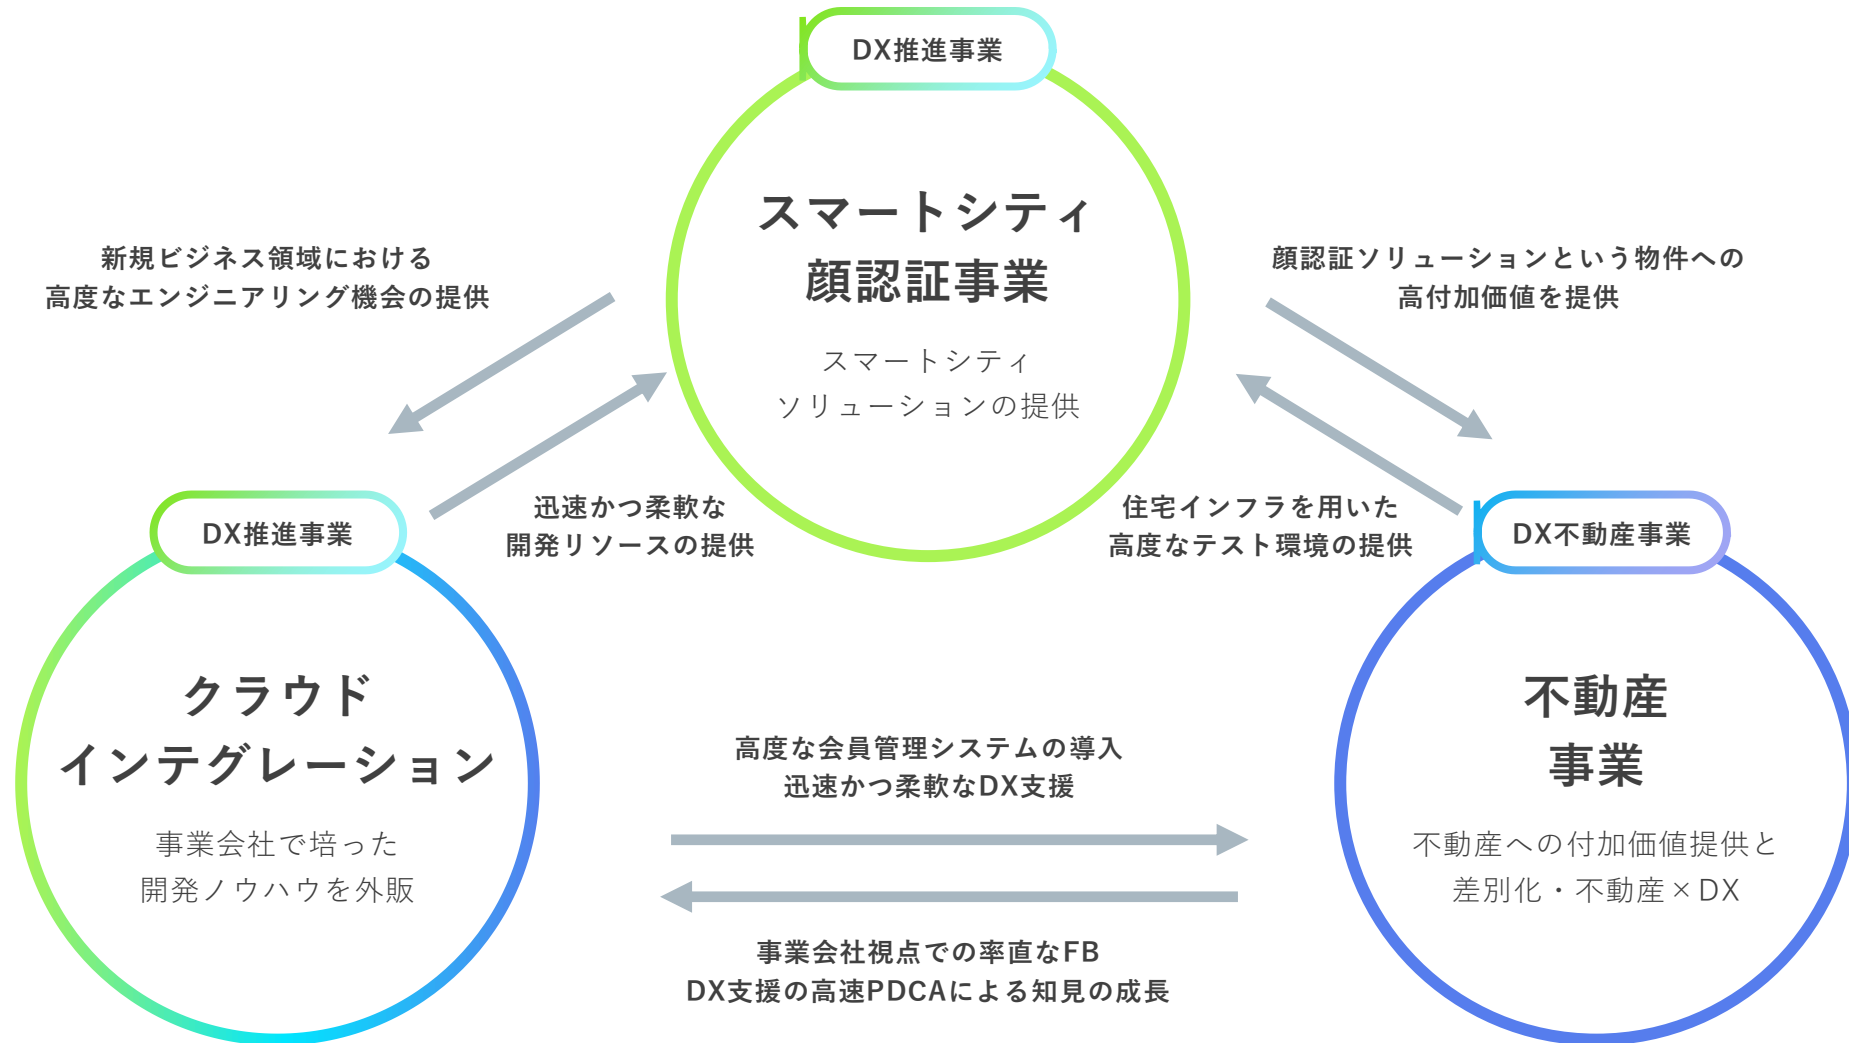 DX推進事業
スマートシティ
顔認証事業
スマートシティ
ソリューションの提供
新規ビジネス領域における
高度なエンジニアリング機会の提供
顔認証ソリューションという物件への
高付加価値を提供
迅速かつ柔軟な
開発リソースの提供
住宅インフラを用いた
高度なテスト環境の提供
DX推進事業
クラウド
インテグレーション
事業会社で培った
開発ノウハウを外販
高度な会員管理システムの導入
迅速かつ柔軟なDX支援
事業会社視点での率直なFB
DX支援の高速PDCAによる知見の成長
DX不動産事業
不動産
事業
不動産への付加価値提供と
差別化・不動産×DX